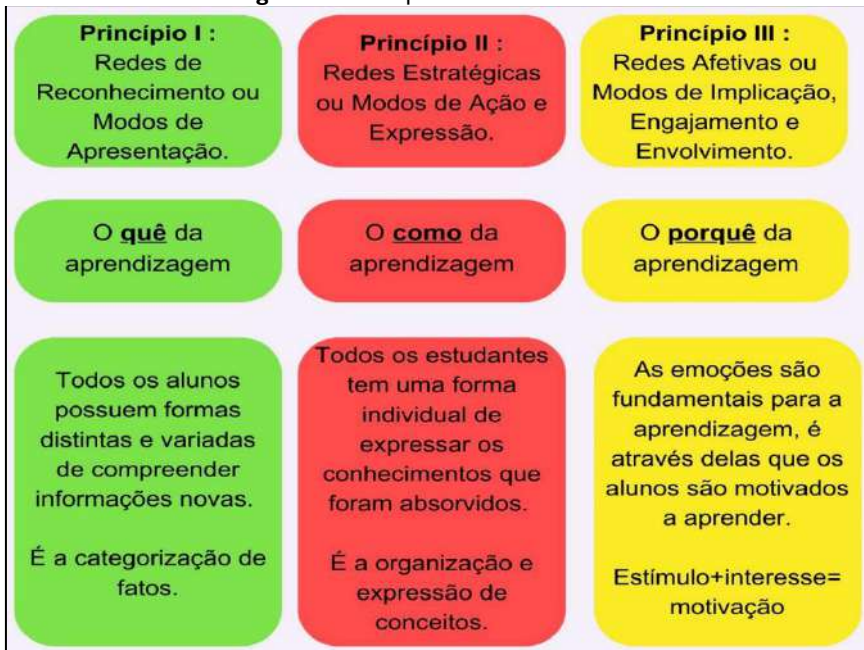 Princípio I :
Redes de
Reconhecimento ou
Modos de
Apresentação.
Princípio II :
Redes Estratégicas
ou Modos de Ação e
Expressão.
Princípio III :
Redes Afetivas ou
Modos de Implicação,
Engajamento e
Envolvimento.
O quê da
aprendizagem
O como da
aprendizagem
O porquê da
aprendizagem
Todos os alunos
possuem formas
distintas e variadas
de compreender
informações novas.
É a categorização de
fatos.
Todos os estudantes
tem uma forma
individual de
expressar os
conhecimentos que
foram absorvidos.
É a organização e
expressão de
conceitos.
As emoções são
fundamentais para a
aprendizagem, é
através delas que os
alunos são motivados
a aprender.
Estímulo+interesse=
motivação